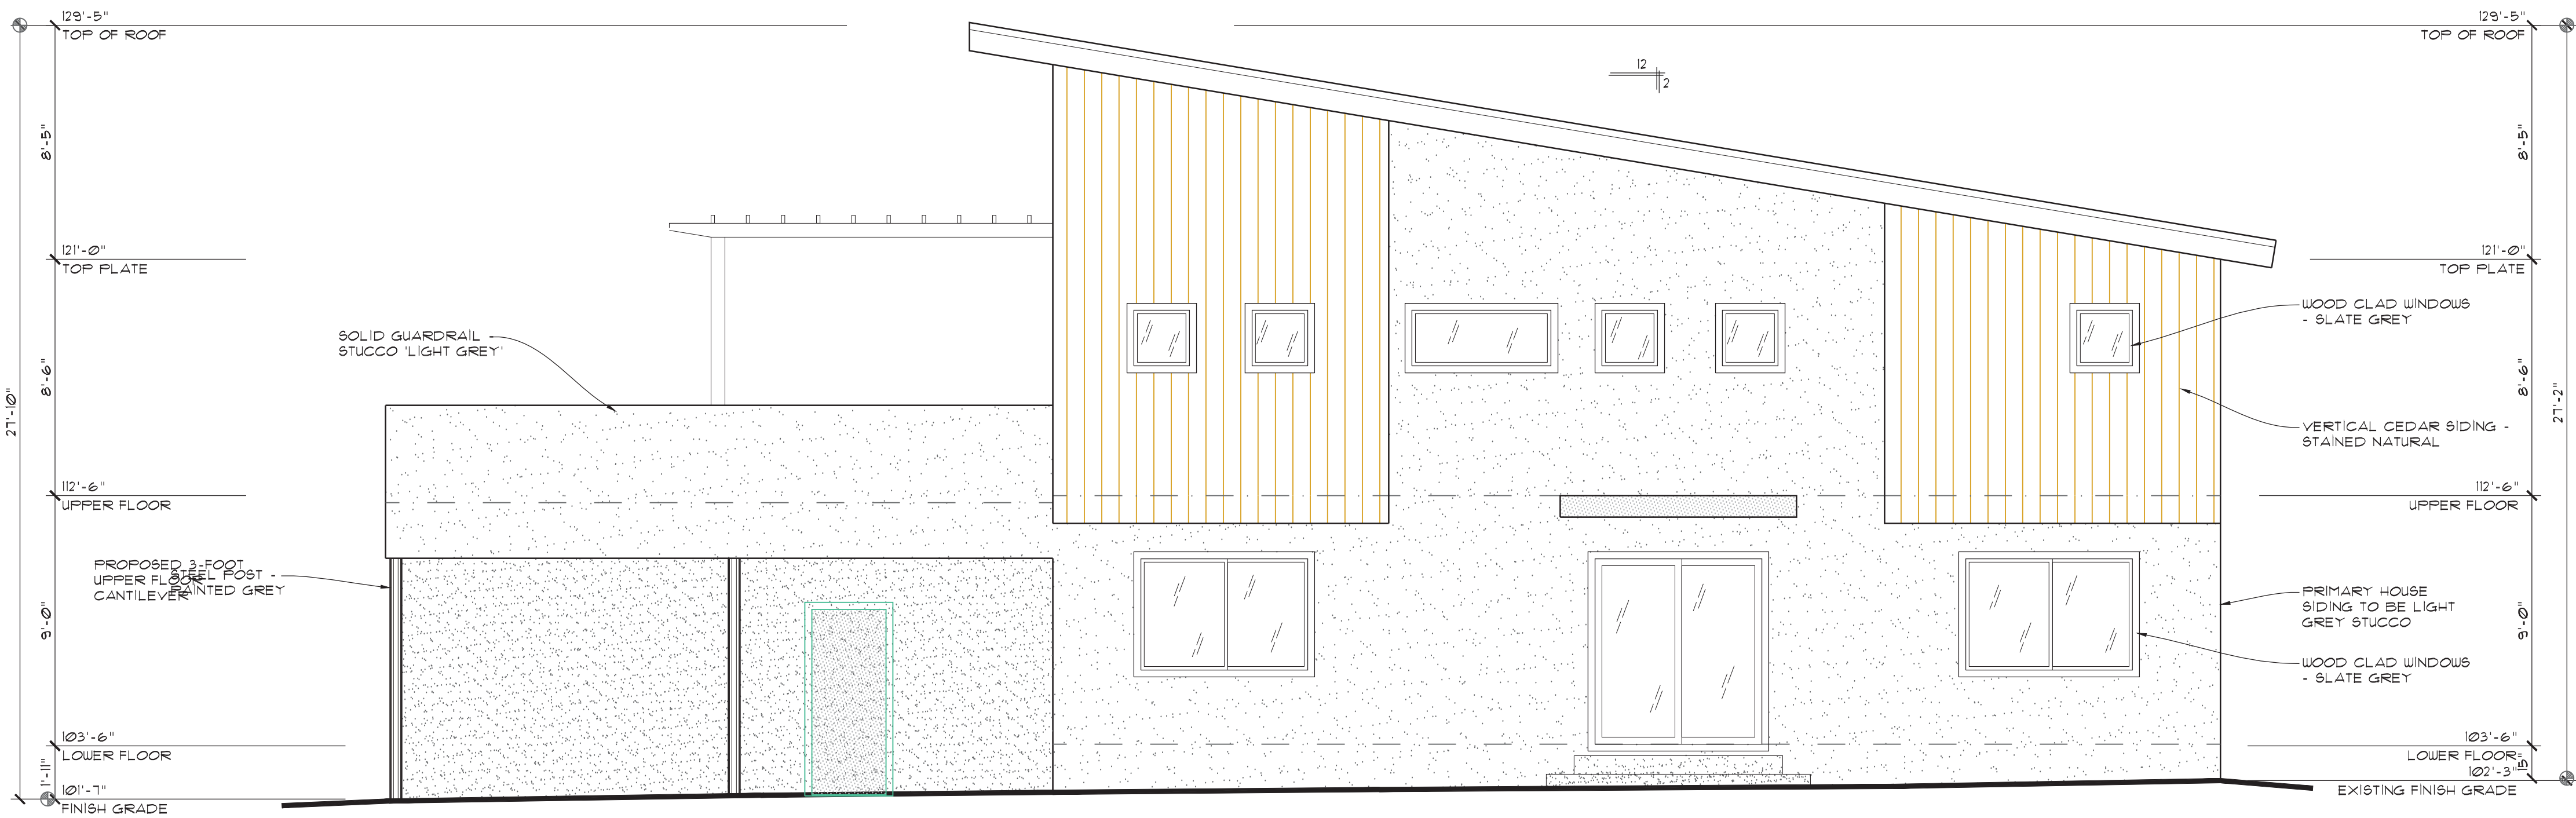 129'-5"
TOP OF ROOF
129'-5"
TOP OF ROOF
12
2
8'-5"
8'-5"
121'-0"
TOP PLATE
121'-0"
TOP PLATE
WOOD CLAD WINDOWS
- SLATE GREY
SOLID GUARDRAIL -
STUCCO 'LIGHT GREY'
8'-6"
8'-6"
27'-10"
27'-2"
VERTICAL CEDAR SIDING -
STAINED NATURAL
112'-6"
UPPER FLOOR
112'-6"
UPPER FLOOR
PROPOSED 3-FOOT
UPPER FLOOR
CANTILEVER
STEEL POST -
PAINTED GREY
9'-0"
9'-0"
PRIMARY HOUSE
SIDING TO BE LIGHT
GREY STUCCO
WOOD CLAD WINDOWS
- SLATE GREY
103'-6"
LOWER FLOOR
103'-6"
LOWER FLOOR
1'-11"
101'-7"
FINISH GRADE
102'-3"
EXISTING FINISH GRADE